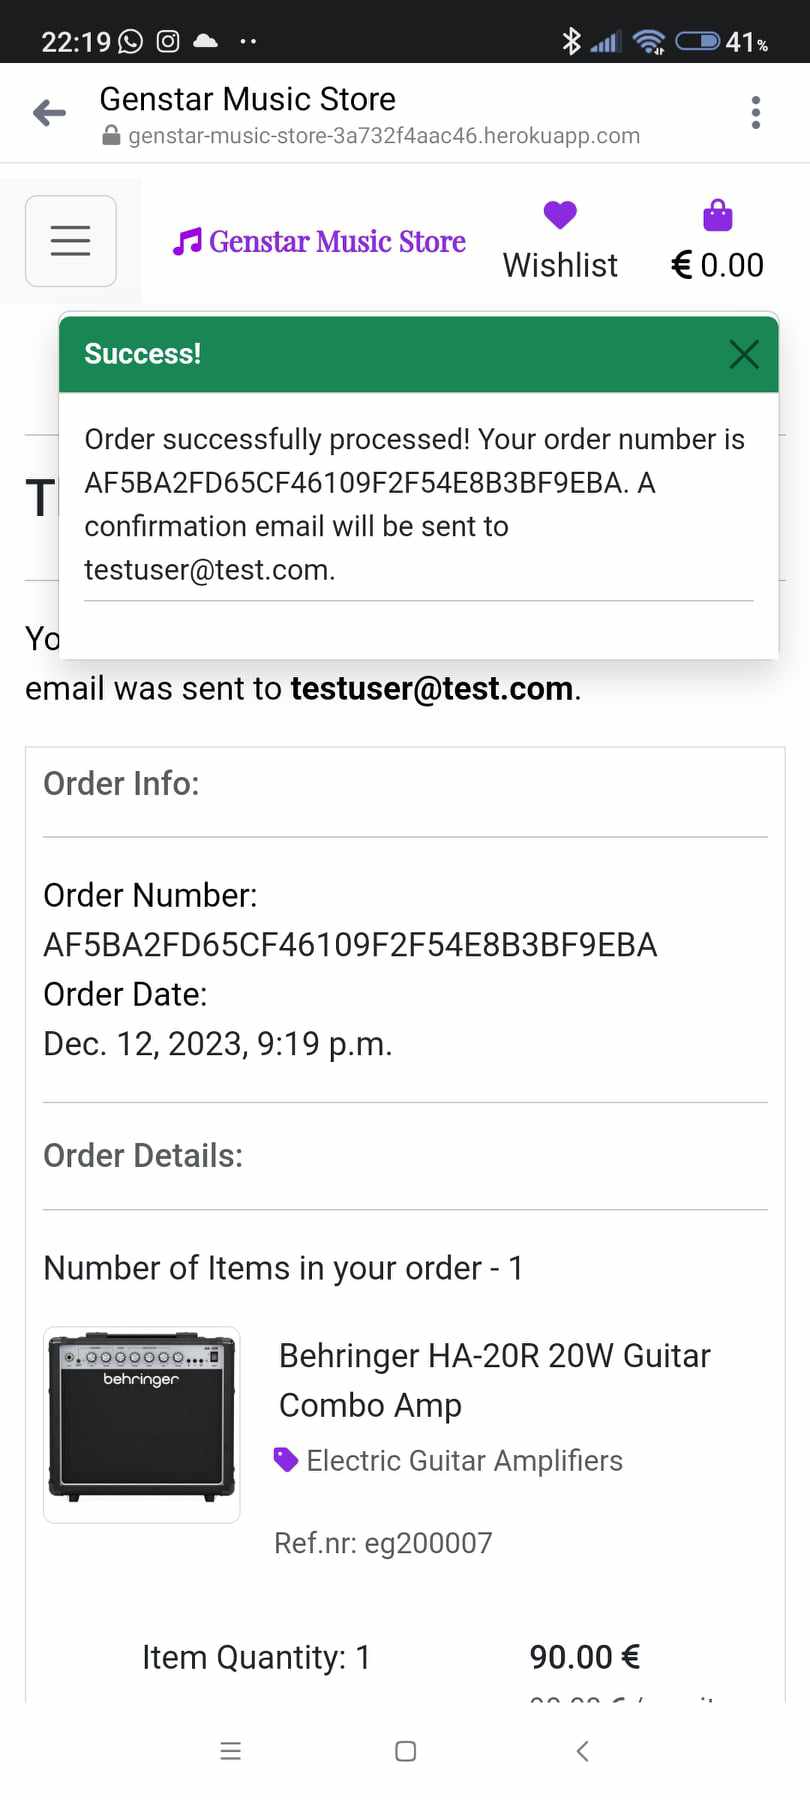 22:19
41%
Genstar Music Store
genstar-music-store-3a732f4aac46.herokuapp.com
Genstar Music Store
Wishlist
€ 0.00
Success!
Order successfully processed! Your order number is
AF5BA2FD65CF46109F2F54E8B3BF9EBA. A
confirmation email will be sent to
testuser@test.com.
email was sent to testuser@test.com.
Order Info:
Order Number:
AF5BA2FD65CF46109F2F54E8B3BF9EBA
Order Date:
Dec. 12, 2023, 9:19 p.m.
Order Details:
Number of Items in your order - 1
behringer
Behringer HA-20R 20W Guitar
Combo Amp
Electric Guitar Amplifiers
Ref.nr: eg200007
Item Quantity: 1
90.00 €